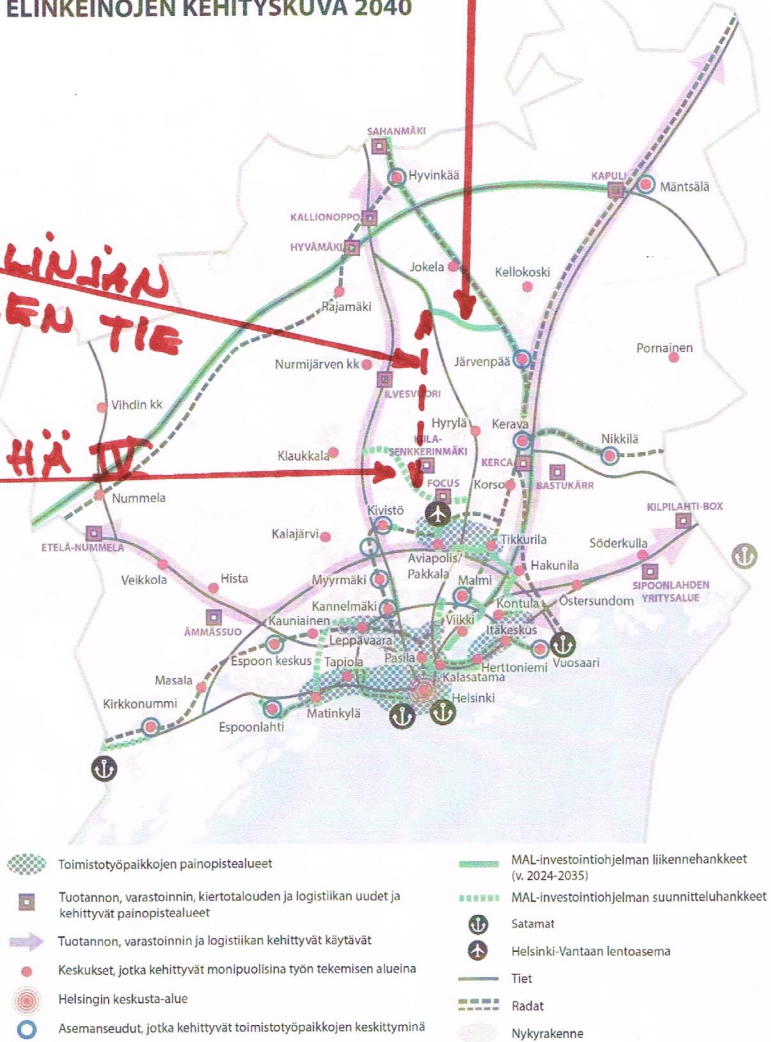 ELINKEINOJEN KEHITYSKUVA 2040
SAHANMÄKI
Hyvinkää
KAPULI
Mäntsälä
KALLIONOPPO
HYVÄMÄKI
LINJAN
EN TIE
Jokela
Kellokoski
Rajamäki
Nurmijärven kk
Järvenpää
Pornainen
ILVESVUORI
Vihdin kk
Hyrylä
Kerava
Nikkilä
HÄ IV
Klaukkala
SENKKERINMÄKI
KERCA
FOCUS
Korso
BASTUKÄRR
Nummela
Kivistö
KILPILAHTI-BOX
ETELÄ-NUMMELA
Kalajärvi
Tikkurila
Söderkulla
Veikkola
Hista
Aviapolis/
Pakkala
Hakunila
Myyrmäki
Malmi
SIPOONLAHDEN
YRITYSALUE
Kannelmäki
Kontula
Östersundom
ÄMMÄSSUO
Kauniainen
Viikki
Itäkeskus
Leppävaara
Espoon keskus
Pasila
Herttoniemi
Vuosaari
Tapiola
Kalasatama
Masala
Helsinki
Kirkkonummi
Matinkylä
Espoonlahti
Toimistotyöpaikkojen painopistealueet
Tuotannon, varastoinnin, kiertotalouden ja logistiikan uudet ja
kehittyvät painopistealueet
Tuotannon, varastoinnin ja logistiikan kehittyvät käytävät
Keskukset, jotka kehittyvät monipuolisina työn tekemisen alueina
Helsingin keskusta-alue
Asemanseudut, jotka kehittyvät toimistotyöpaikkojen keskittyminä
MAL-investointiohjelman liikennehankkeet
(v. 2024-2035)
MAL-investointiohjelman suunnitteluhankkeet
Satamat
Helsinki-Vantaan lentoasema
Tiet
Radat
Nykyrakenne